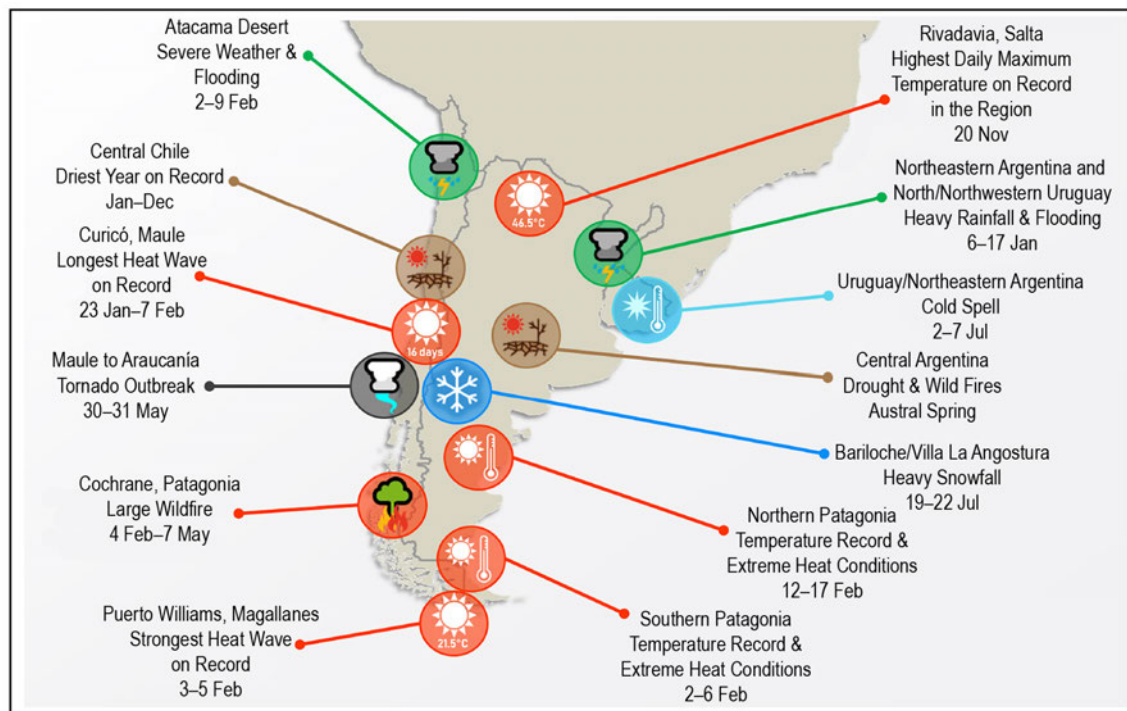 Atacama Desert
Severe Weather &
Flooding
2–9 Feb
Central Chile
Driest Year on Record
Jan–Dec
Curicó, Maule
Longest Heat Wave
on Record
23 Jan–7 Feb
Maule to Araucanía
Tornado Outbreak
30–31 May
Cochrane, Patagonia
Large Wildfire
4 Feb–7 May
Puerto Williams, Magallanes
Strongest Heat Wave
on Record
3–5 Feb
46.5°C
16 days
21.5°C
Rivadavia, Salta
Highest Daily Maximum
Temperature on Record
in the Region
20 Nov
Northeastern Argentina and
North/Northwestern Uruguay
Heavy Rainfall & Flooding
6–17 Jan
Uruguay/Northeastern Argentina
Cold Spell
2–7 Jul
Central Argentina
Drought & Wild Fires
Austral Spring
Bariloche/Villa La Angostura
Heavy Snowfall
19–22 Jul
Northern Patagonia
Temperature Record &
Extreme Heat Conditions
12–17 Feb
Southern Patagonia
Temperature Record &
Extreme Heat Conditions
2–6 Feb